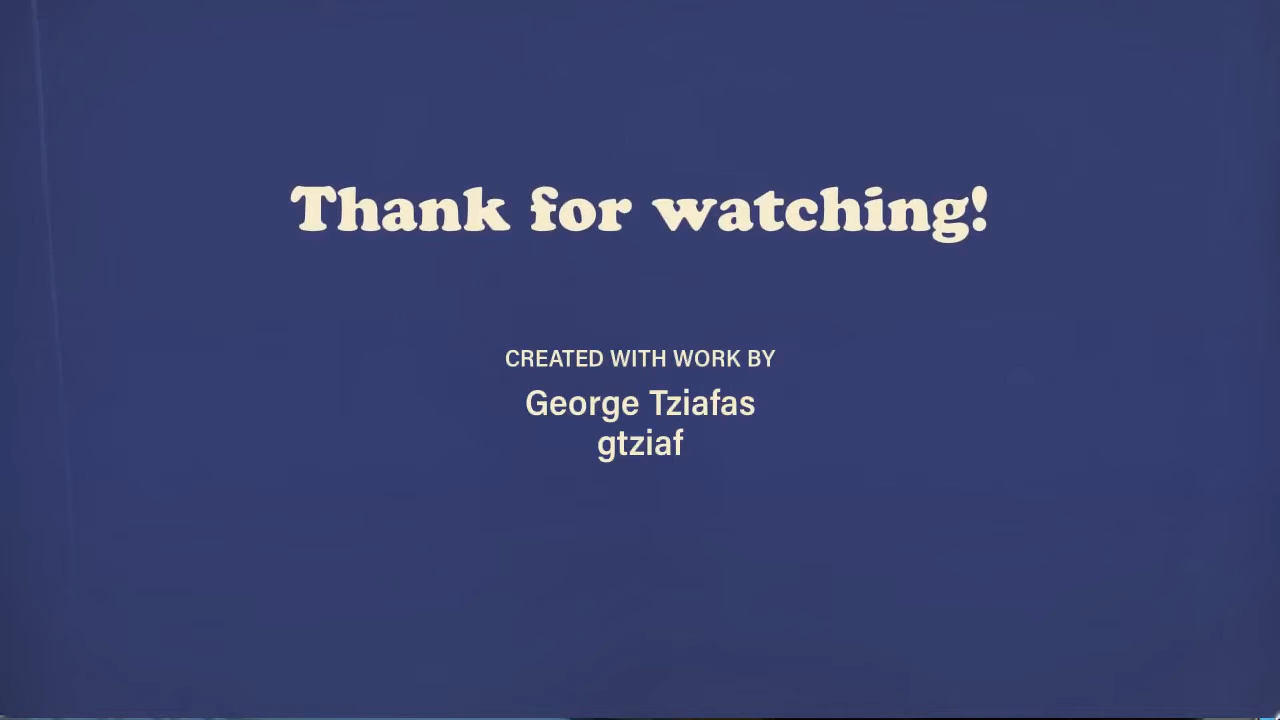 Thank for watching!
CREATED WITH WORK BY
George Tziafas
gtziaf